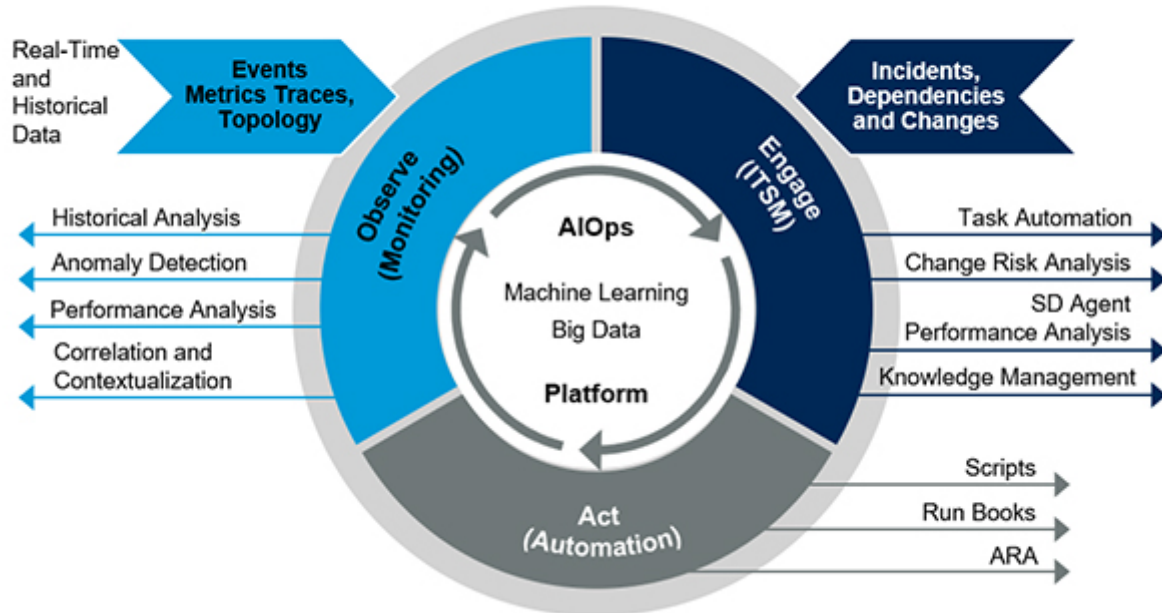 Real-Time
and
Historical
Data
Events
Metrics Traces,
Topology
Incidents,
Dependencies
and Changes
Observe
(Monitoring)
Engage
(ITSM)
Historical Analysis
Anomaly Detection
Performance Analysis
Correlation and
Contextualization
AIOps
Machine Learning
Big Data
Platform
Task Automation
Change Risk Analysis
SD Agent
Performance Analysis
Knowledge Management
Act
(Automation)
Scripts
Run Books
ARA